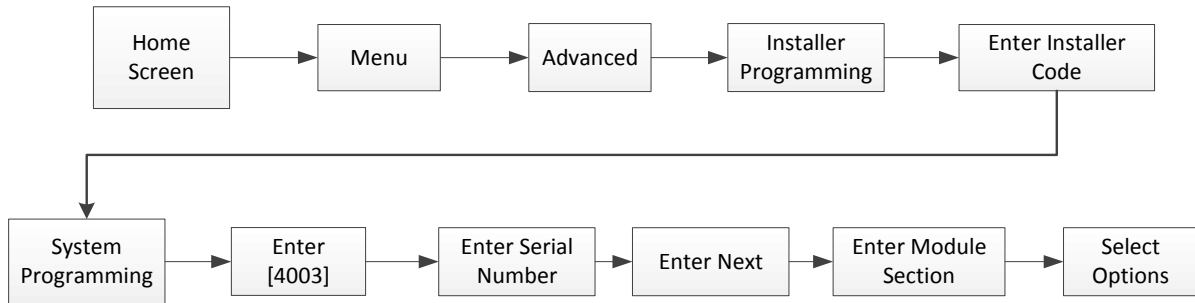 Home
Screen
Menu
Advanced
Installer
Programming
Enter Installer
Code
System
Programming
Enter
[4003]
Enter Serial
Number
Enter Next
Enter Module
Section
Select
Options